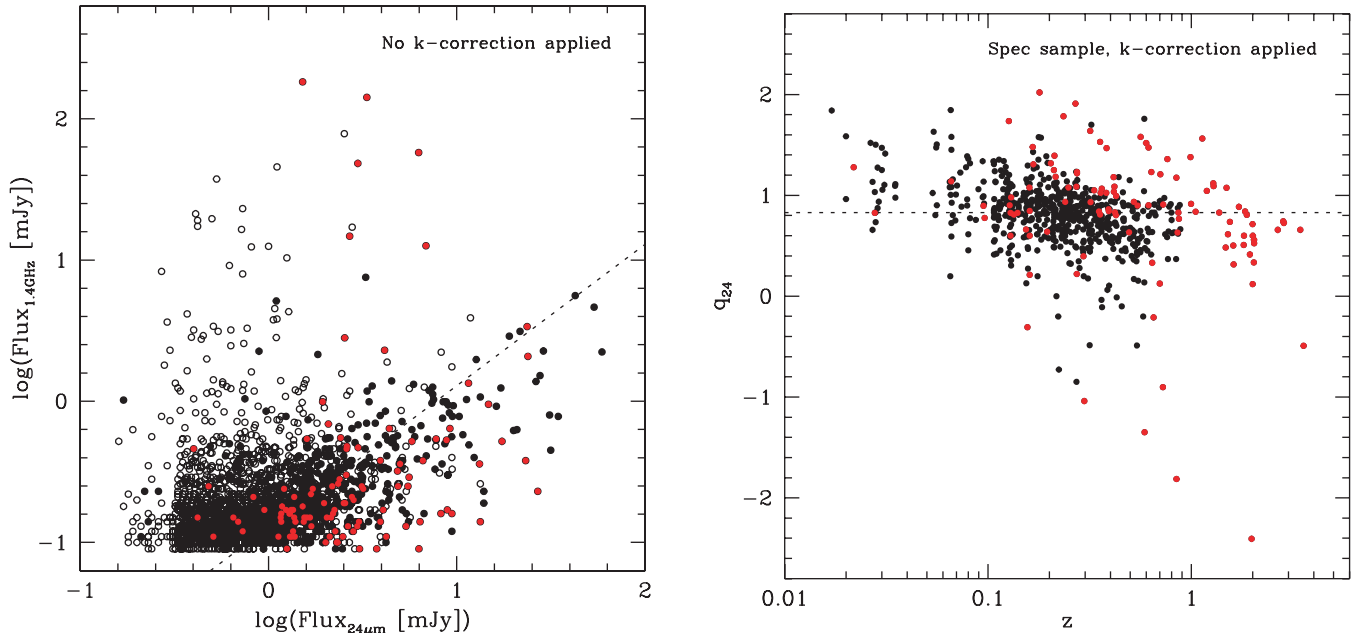 No k-correction applied
2
1
0
-1
log(Flux1.4GHz [mJy])
-1
0
1
2
log(Flux24μm [mJy])
Spec sample, k-correction applied
2
1
0
-1
-2
q24
0.01
0.1
1
z